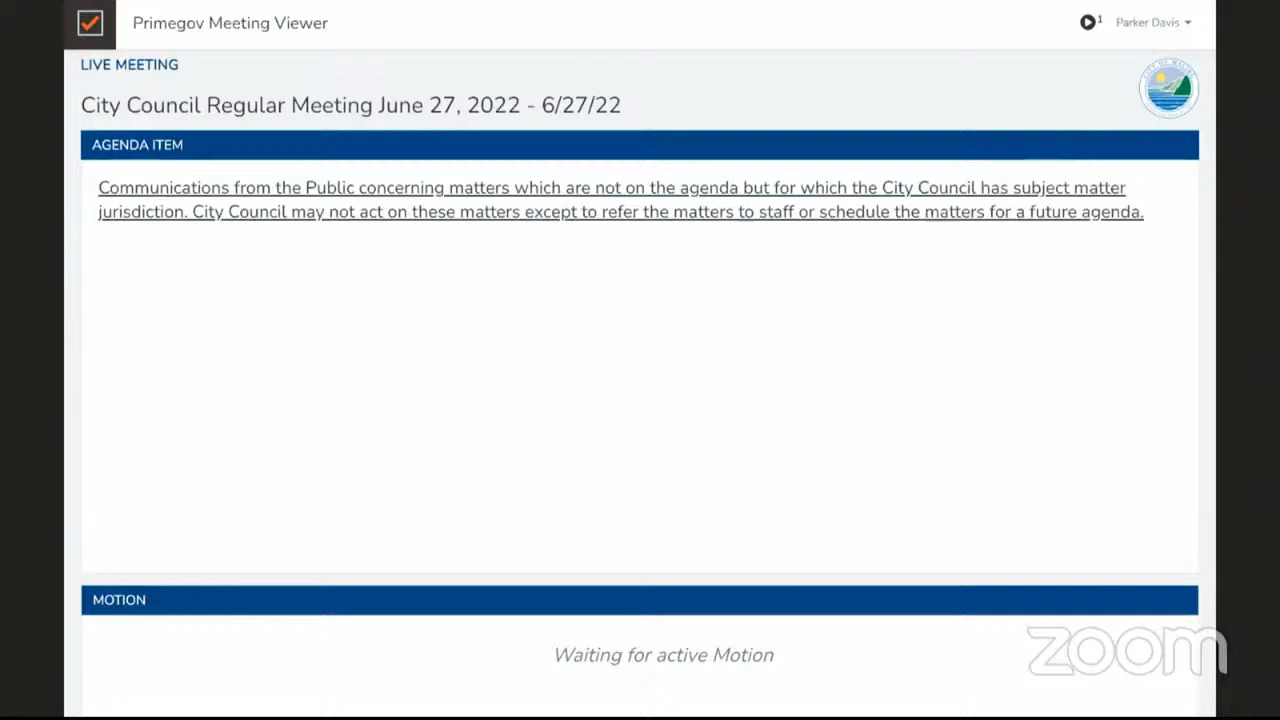 Primegov Meeting Viewer
1 Parker Davis
LIVE MEETING
City Council Regular Meeting June 27, 2022 - 6/27/22
CITY OF MALIBU
AGENDA ITEM
Communications from the Public concerning matters which are not on the agenda but for which the City Council has subject matter
jurisdiction. City Council may not act on these matters except to refer the matters to staff or schedule the matters for a future agenda.
MOTION
Waiting for active Motion
zoom